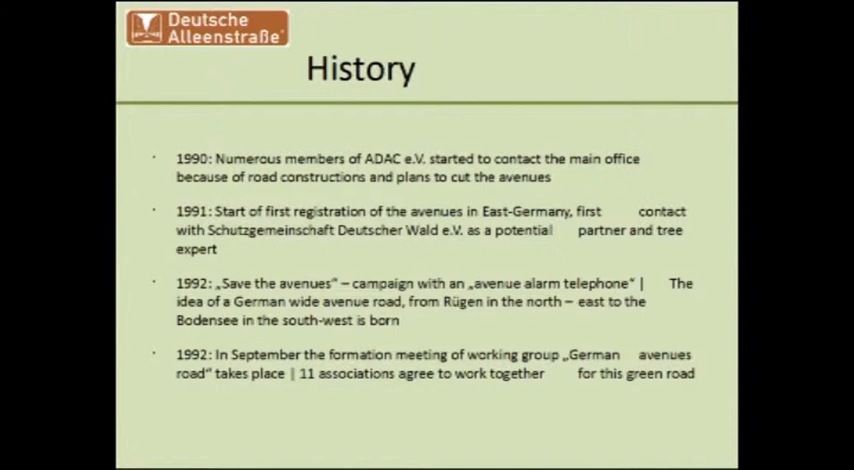 Deutsche
Alleenstraße®
History
· 1990: Numerous members of ADAC e.V. started to contact the main office
because of road constructions and plans to cut the avenues
· 1991: Start of first registration of the avenues in East-Germany, first contact
with Schutzgemeinschaft Deutscher Wald e.V. as a potential partner and tree
expert
· 1992: „Save the avenues“ – campaign with an „avenue alarm telephone“ | The
idea of a German wide avenue road, from Rügen in the north – east to the
Bodensee in the south-west is born
· 1992: In September the formation meeting of working group „German avenues
road“ takes place | 11 associations agree to work together for this green road